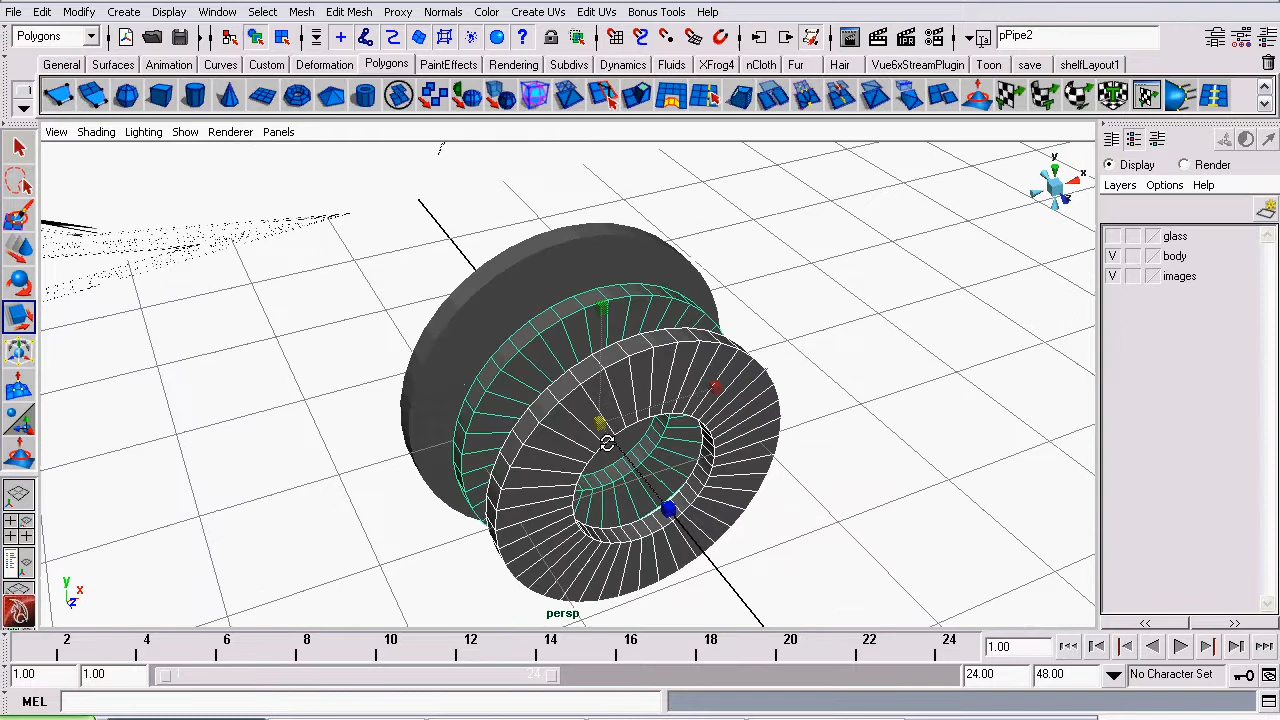 File Edit Modify Create Display Window Select Mesh Edit Mesh Proxy Normals Color Create UVs Edit UVs Bonus Tools Help
Polygons pPipe2
General Surfaces Animation Curves Custom Deformation Polygons PaintEffects Rendering Subdivs Dynamics Fluids XFrog4 nCloth Fur Hair Vue6xStreamPlugin Toon save shelfLayout1
View Shading Lighting Show Renderer Panels
Display Render
Layers Options Help
glass
V body
V images
y
x
y
x
z
persp
2 4 6 8 10 12 14 16 18 20 22 24 1.00
1.00 1.00 1 24 24.00 48.00 No Character Set
MEL